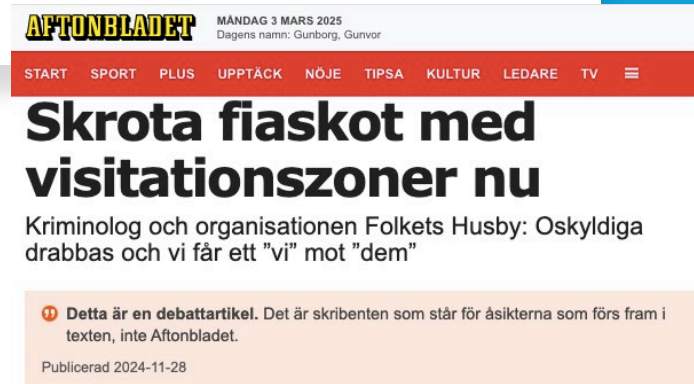 AFTONBLADET
MÅNDAG 3 MARS 2025
Dagens namn: Gunborg, Gunvor
START SPORT PLUS UPPTÄCK NÖJE TIPSA KULTUR LEDARE TV
Skrota fiaskot med
visitationszoner nu
Kriminolog och organisationen Folkets Husby: Oskyldiga
drabbas och vi får ett ”vi” mot ”dem”
Detta är en debattartikel. Det är skribenten som står för åsikterna som förs fram i
texten, inte Aftonbladet.
Publicerad 2024-11-28